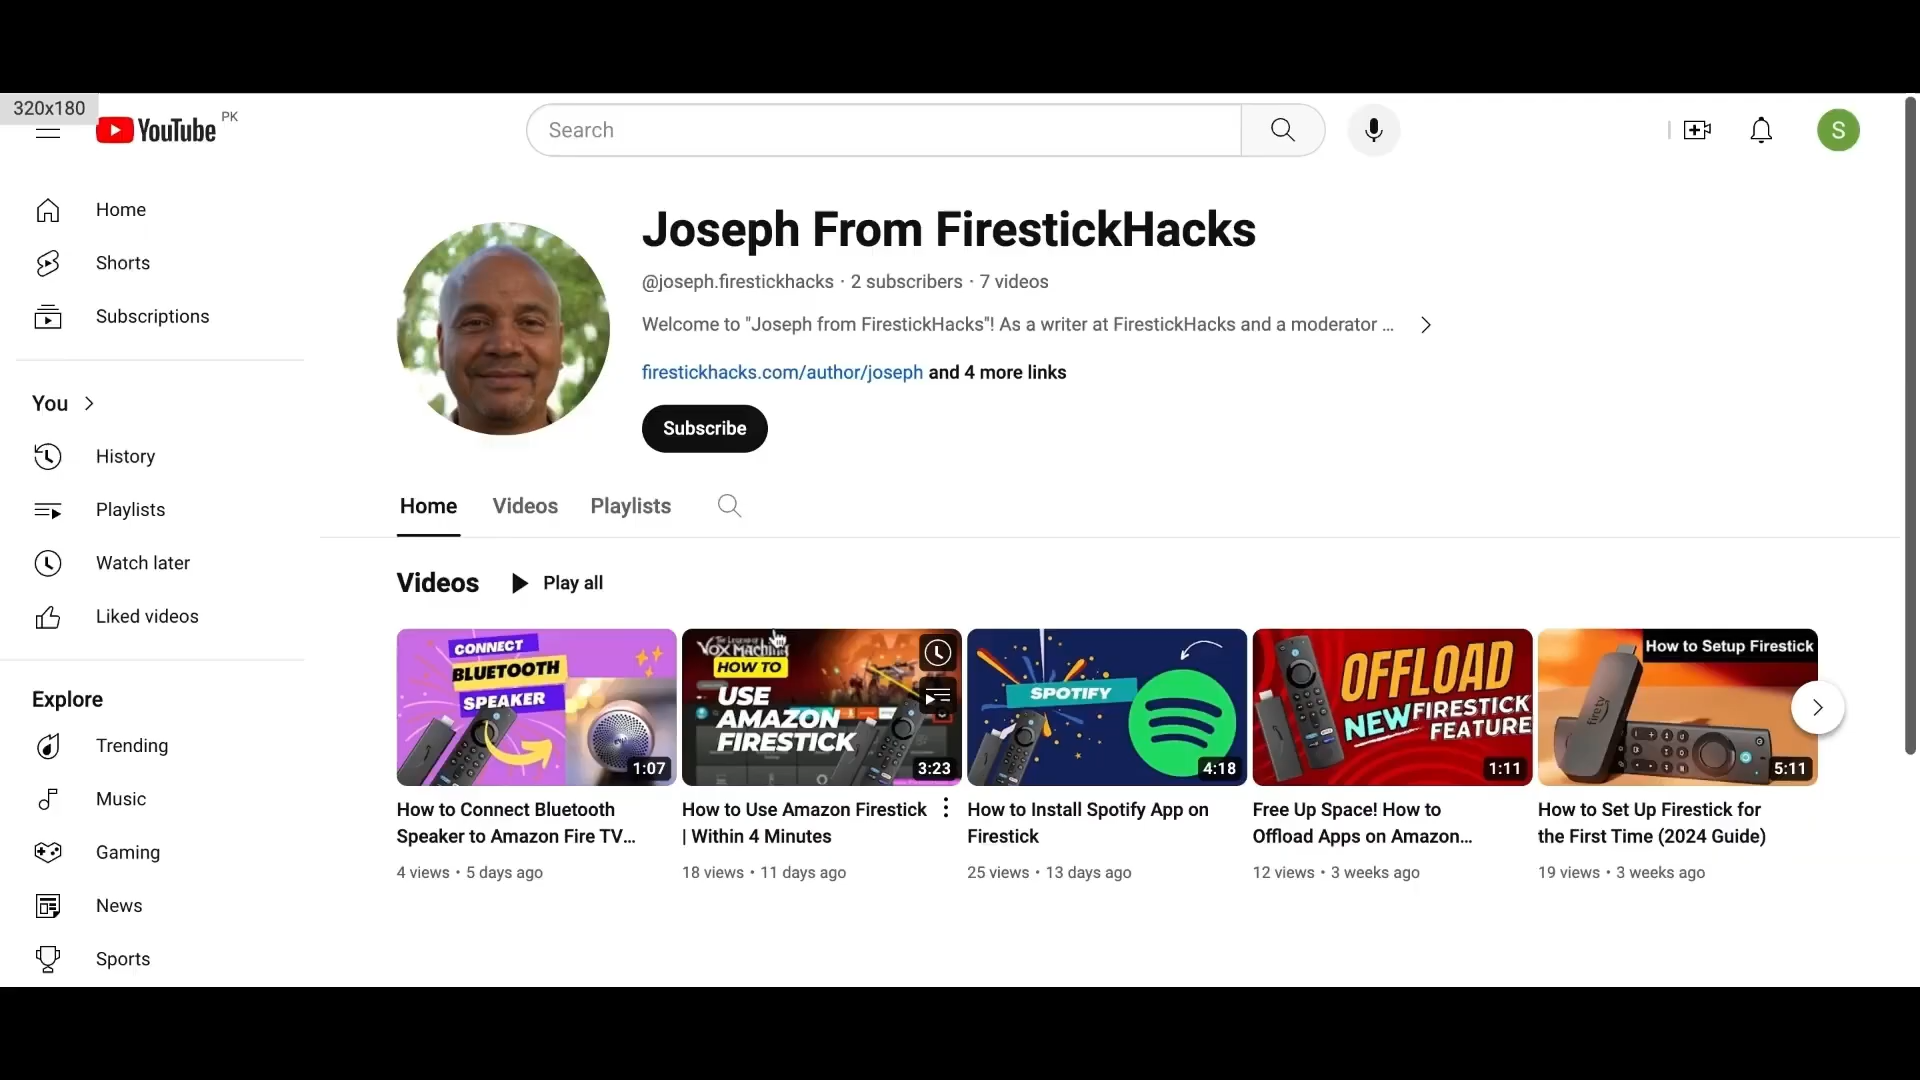 320x180
YouTube PK
Search
S
Home
Shorts
Subscriptions
You
History
Playlists
Watch later
Liked videos
Explore
Trending
Music
Gaming
News
Sports
Joseph From FirestickHacks
@joseph.firestickhacks · 2 subscribers · 7 videos
Welcome to "Joseph from FirestickHacks"! As a writer at FirestickHacks and a moderator ...
firestickhacks.com/author/joseph and 4 more links
Subscribe
Home Videos Playlists
Videos Play all
CONNECT
BLUETOOTH
SPEAKER
1:07
How to Connect Bluetooth
Speaker to Amazon Fire TV...
4 views • 5 days ago
The Legend of
VOX Machina
HOW TO
USE
AMAZON
FIRESTICK
3:23
How to Use Amazon Firestick
| Within 4 Minutes
18 views • 11 days ago
SPOTIFY
4:18
How to Install Spotify App on
Firestick
25 views • 13 days ago
OFFLOAD
NEW FIRESTICK
FEATURE
1:11
Free Up Space! How to
Offload Apps on Amazon...
12 views • 3 weeks ago
How to Setup Firestick
firetv
5:11
How to Set Up Firestick for
the First Time (2024 Guide)
19 views • 3 weeks ago